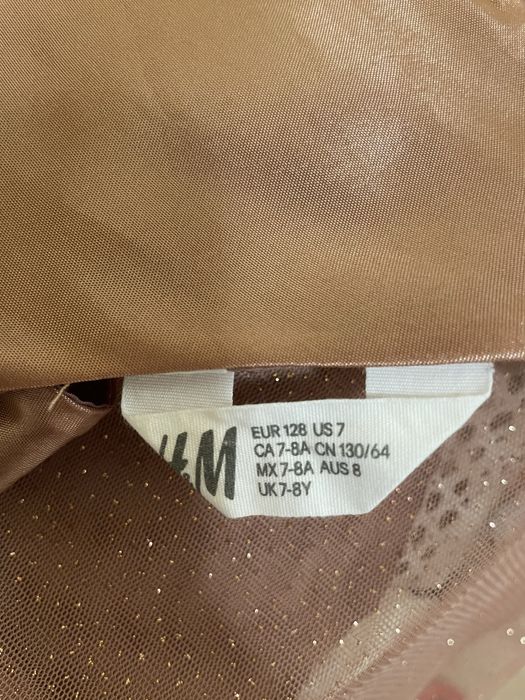 H&M
EUR 128 US 7
CA 7-8A CN 130/64
MX 7-8A AUS 8
UK 7-8Y